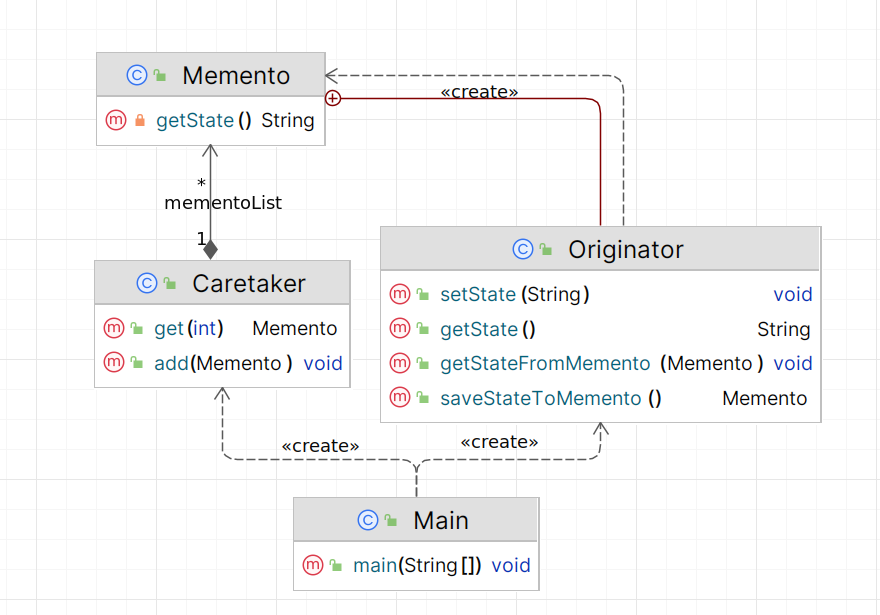 Memento
getState() String
«create»
*
mementoList
1
Caretaker
get(int) Memento
add(Memento) void
Originator
setState(String) void
getState() String
getStateFromMemento (Memento) void
saveStateToMemento () Memento
«create»
«create»
Main
main(String[]) void